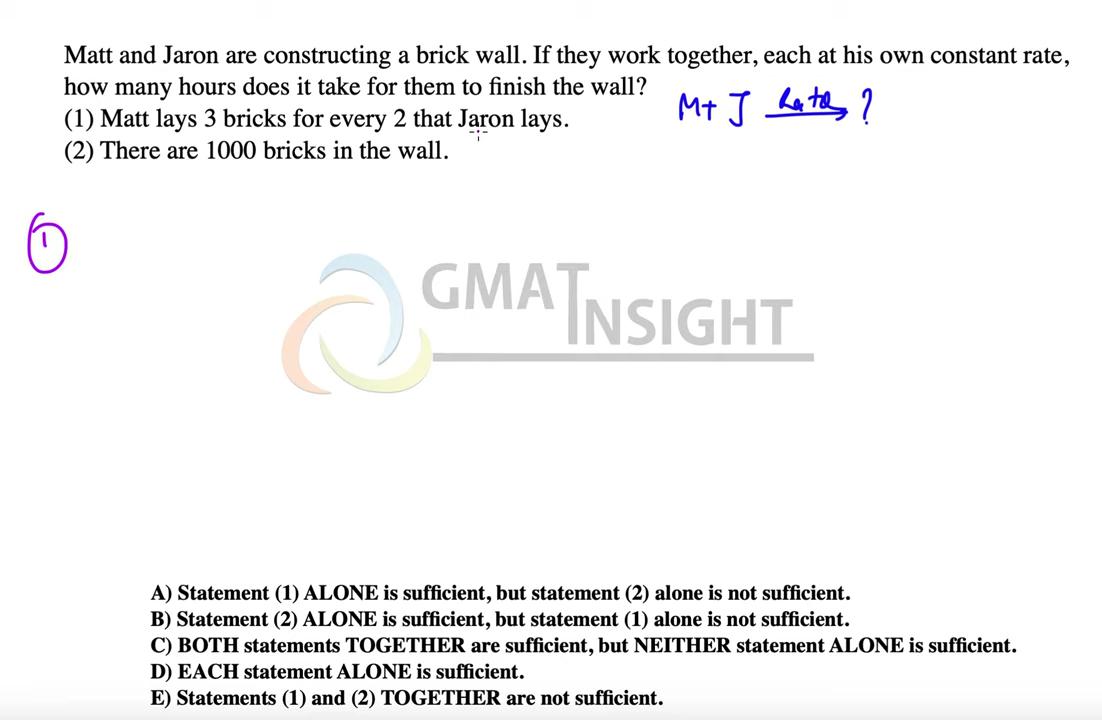 Matt and Jaron are constructing a brick wall. If they work together, each at his own constant rate,
how many hours does it take for them to finish the wall?
M+ J Rate ?
(1) Matt lays 3 bricks for every 2 that Jaron lays.
(2) There are 1000 bricks in the wall.
1
GMAT INSIGHT
A) Statement (1) ALONE is sufficient, but statement (2) alone is not sufficient.
B) Statement (2) ALONE is sufficient, but statement (1) alone is not sufficient.
C) BOTH statements TOGETHER are sufficient, but NEITHER statement ALONE is sufficient.
D) EACH statement ALONE is sufficient.
E) Statements (1) and (2) TOGETHER are not sufficient.